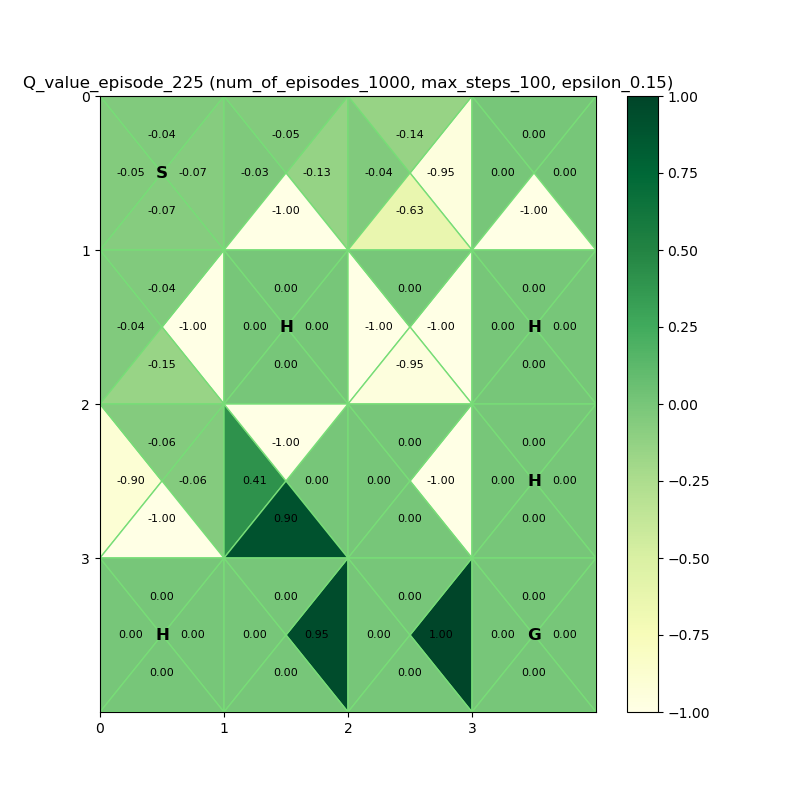 Q_value_episode_225 (num_of_episodes_1000, max_steps_100, epsilon_0.15)
0 1.00
-0.04 -0.05 -0.14 0.00
-0.05 S -0.07 -0.03 -0.13 -0.04 -0.95 0.00 0.00
0.75
-0.07 -1.00 -0.63 -1.00
1 0.50
-0.04 0.00 0.00 0.00
0.25
-0.04 -1.00 0.00 H 0.00 -1.00 -1.00 0.00 H 0.00
-0.15 0.00 -0.95 0.00
2 0.00
-0.06 -1.00 0.00 0.00
-0.90 -0.06 0.41 0.00 0.00 -1.00 0.00 H 0.00
−0.25
-1.00 0.90 0.00 0.00
3 −0.50
0.00 0.00 0.00 0.00
0.00 H 0.00 0.00 0.95 0.00 1.00 0.00 G 0.00
−0.75
0.00 0.00 0.00 0.00
−1.00
0 1 2 3